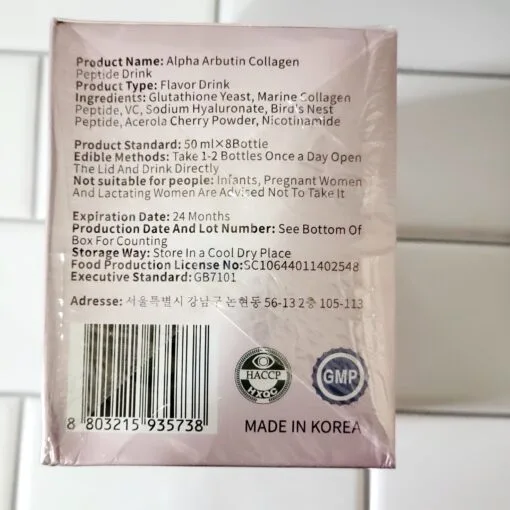 Product Name: Alpha Arbutin Collagen
Peptide Drink
Product Type: Flavor Drink
Ingredients: Glutathione Yeast, Marine Collagen
Peptide, VC, Sodium Hyaluronate, Bird's Nest
Peptide, Acerola Cherry Powder, Nicotinamide
Product Standard: 50 ml×8Bottle
Edible Methods: Take 1-2 Bottles Once a Day Open
The Lid And Drink Directly
Not suitable for people: Infants, Pregnant Women
And Lactating Women Are Advised Not To Take It
Expiration Date: 24 Months
Production Date And Lot Number: See Bottom Of
Box For Counting
Storage Way: Store In a Cool Dry Place
Food Production License No:SC10644011402548
Executive Standard: GB7101
Adresse: 서울특별시 강남구 논현동 56-13 2층 105-113
HACCP
HXQC
GMP
8 803215 935738
MADE IN KOREA